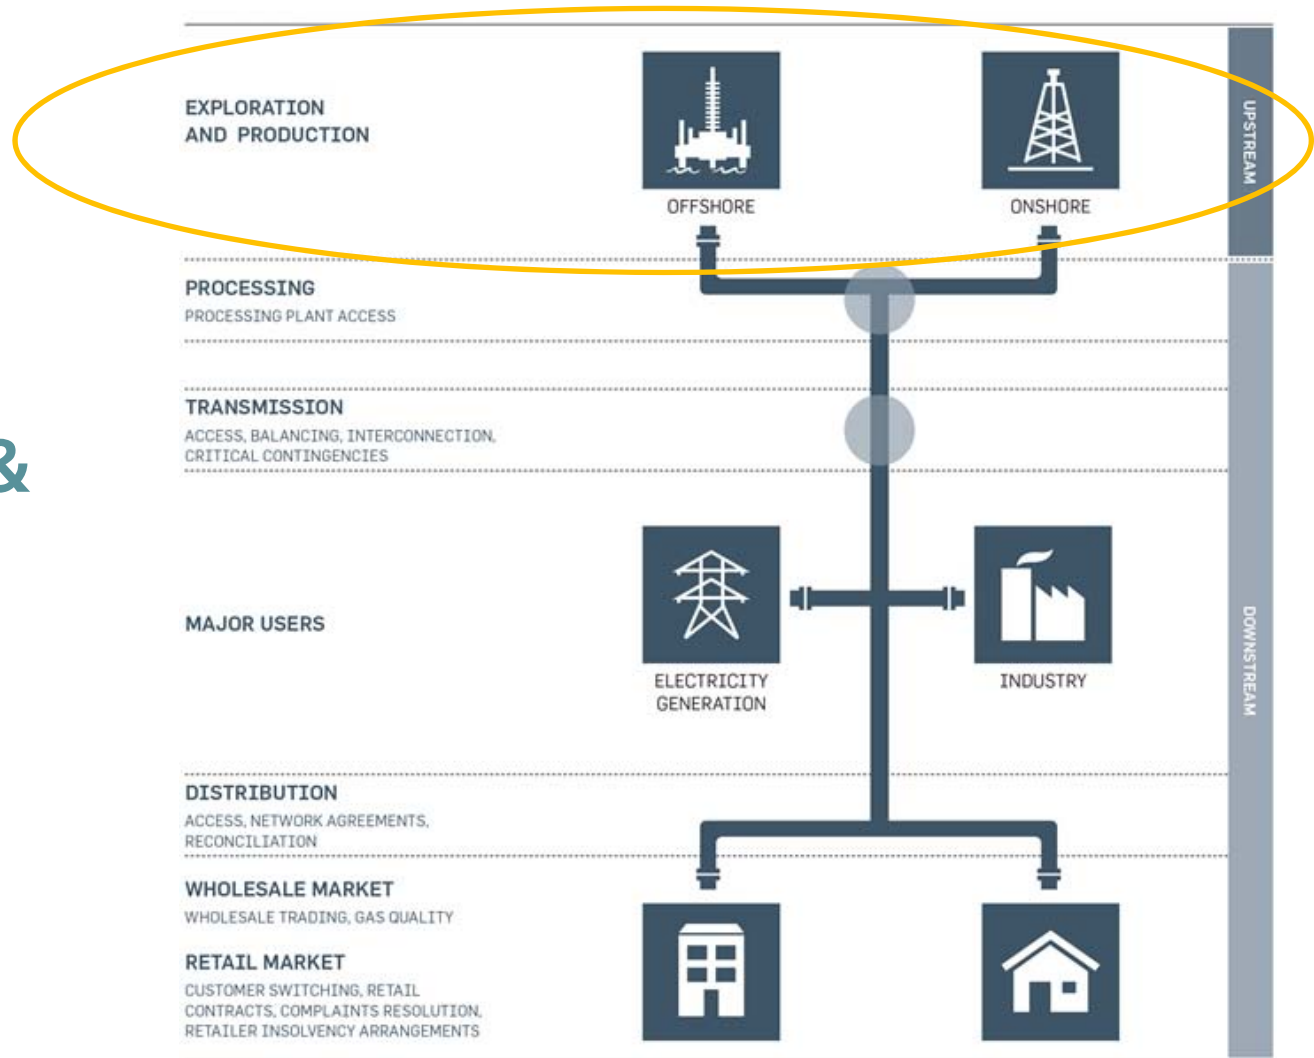 EXPLORATION
AND PRODUCTION
OFFSHORE
ONSHORE
UPSTREAM
PROCESSING
PROCESSING PLANT ACCESS
TRANSMISSION
ACCESS, BALANCING, INTERCONNECTION,
CRITICAL CONTINGENCIES
&
MAJOR USERS
ELECTRICITY
GENERATION
INDUSTRY
DOWNSTREAM
DISTRIBUTION
ACCESS, NETWORK AGREEMENTS,
RECONCILIATION
WHOLESALE MARKET
WHOLESALE TRADING, GAS QUALITY
RETAIL MARKET
CUSTOMER SWITCHING, RETAIL
CONTRACTS, COMPLAINTS RESOLUTION,
RETAILER INSOLVENCY ARRANGEMENTS